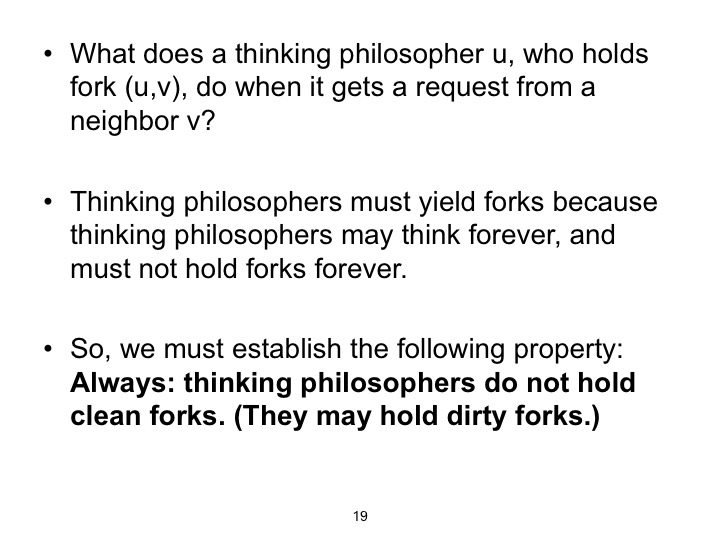 • What does a thinking philosopher u, who holds
fork (u,v), do when it gets a request from a
neighbor v?
• Thinking philosophers must yield forks because
thinking philosophers may think forever, and
must not hold forks forever.
• So, we must establish the following property:
Always: thinking philosophers do not hold
clean forks. (They may hold dirty forks.)
19